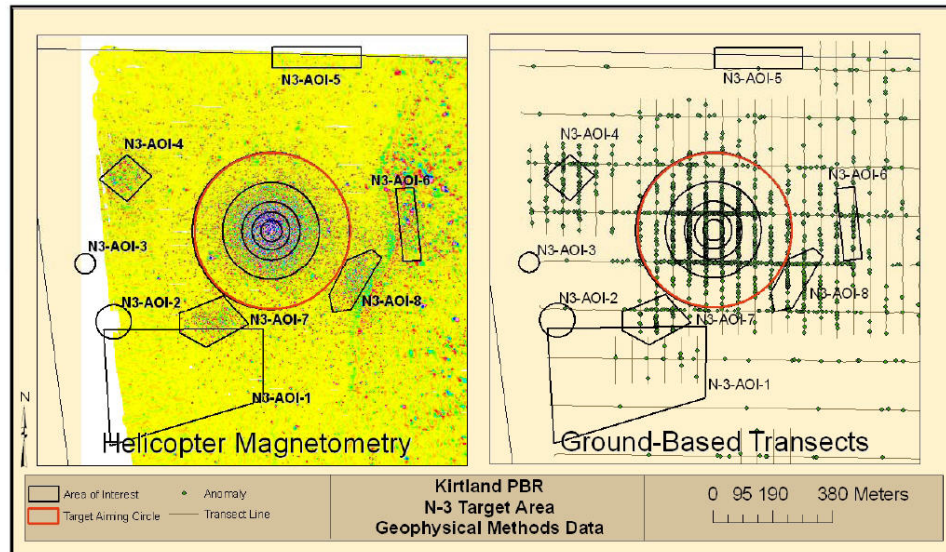 N3-AOI-5
N3-AOI-4
N3-AOI-6
N3-AOI-3
N3-AOI-2
N3-AOI-8
N3-AOI-7
N3-AOI-1
Helicopter Magnetometry
N3-AOI-5
N3-AOI-4
N3-AOI-6
N3-AOI-3
N3-AOI-2
N3-AOI-8
N3-AOI-7
N-3-AOI-1
Ground-Based Transects
N
Area of Interest
Anomaly
Target Aiming Circle
Transect Line
Kirtland PBR
N-3 Target Area
Geophysical Methods Data
0 95 190 380 Meters